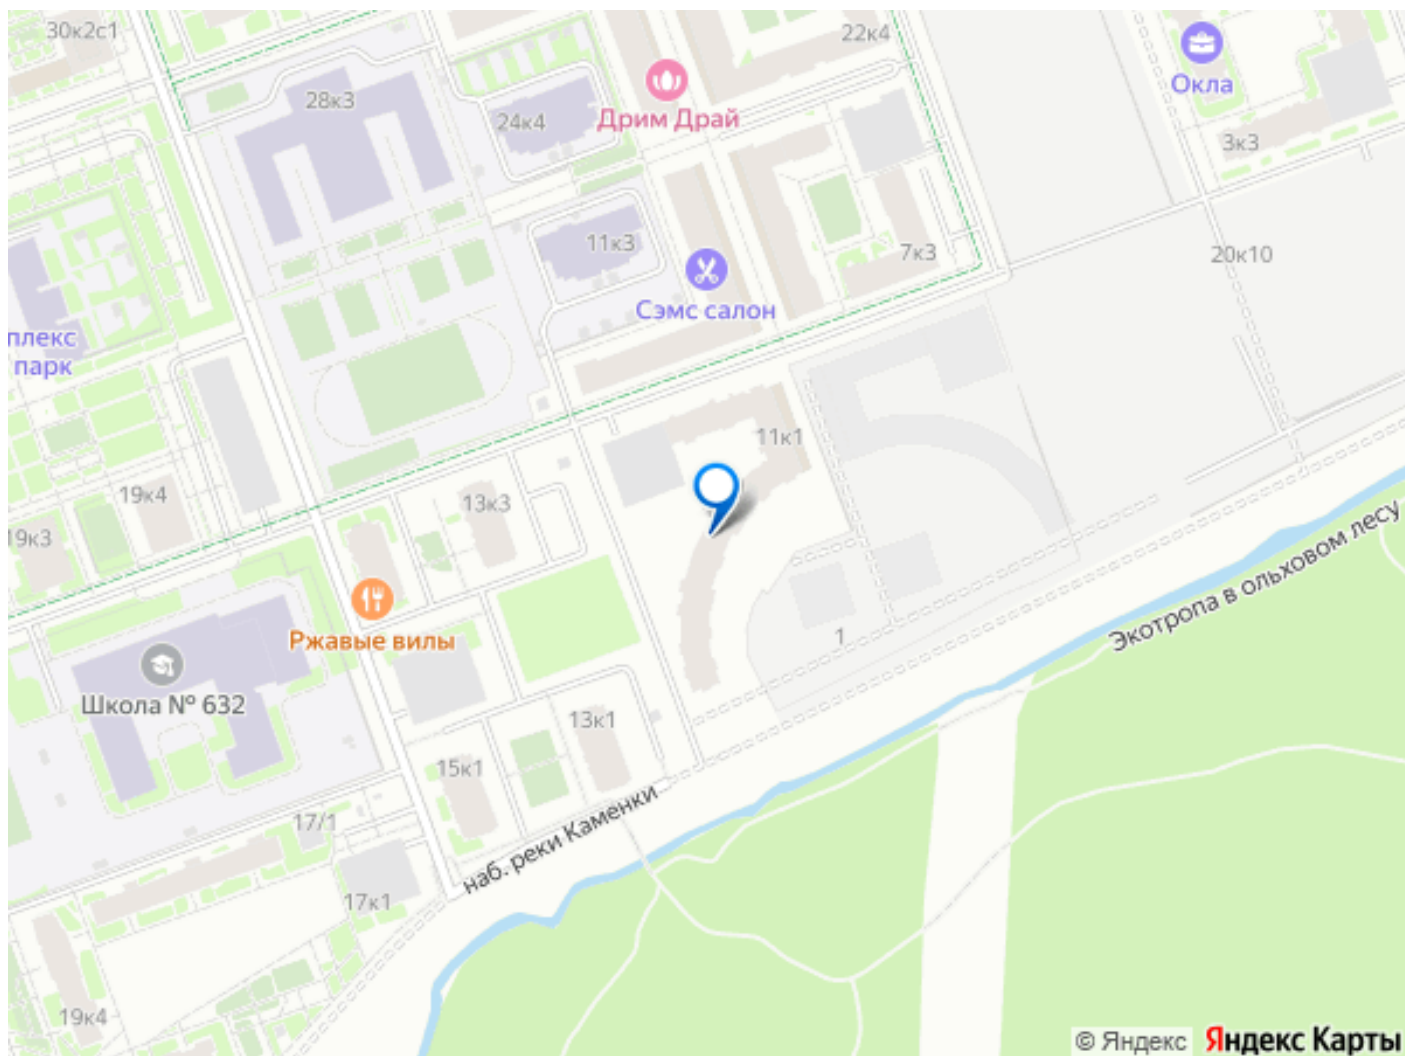 30к2с1
22к4
Окла
28к3
24к4
Дрим Драй
3к3
11к3
7к3
20к10
Сэмс салон
плекс
парк
11к1
19к4
13к3
19к3
Экотропа в ольховом лесу
Ржавые вилы
1
Школа № 632
13к1
15к1
наб. реки Каменки
17/1
17к1
19к4
© Яндекс Яндекс Карты